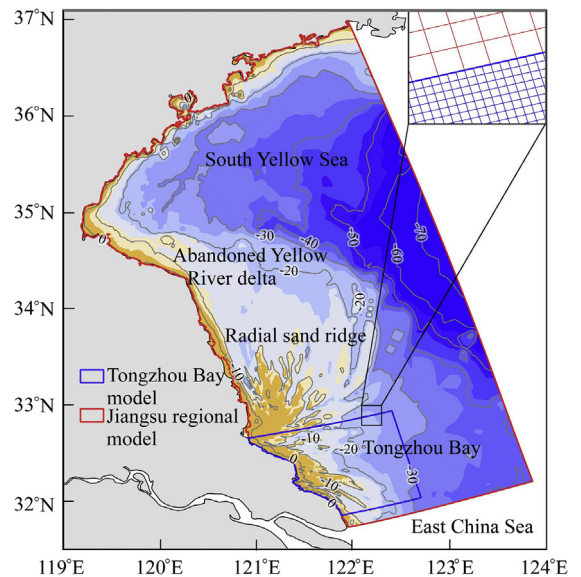 37°N
36°N
35°N
34°N
33°N
32°N
0
South Yellow Sea
-30
-40
-50
-60
-70
0
Abandoned Yellow
River delta
-20
-20
Radial sand ridge
-10
Tongzhou Bay
model
Jiangsu regional
model
-10
-20
Tongzhou Bay
0
-10
-30
0
East China Sea
119°E
120°E
121°E
122°E
123°E
124°E